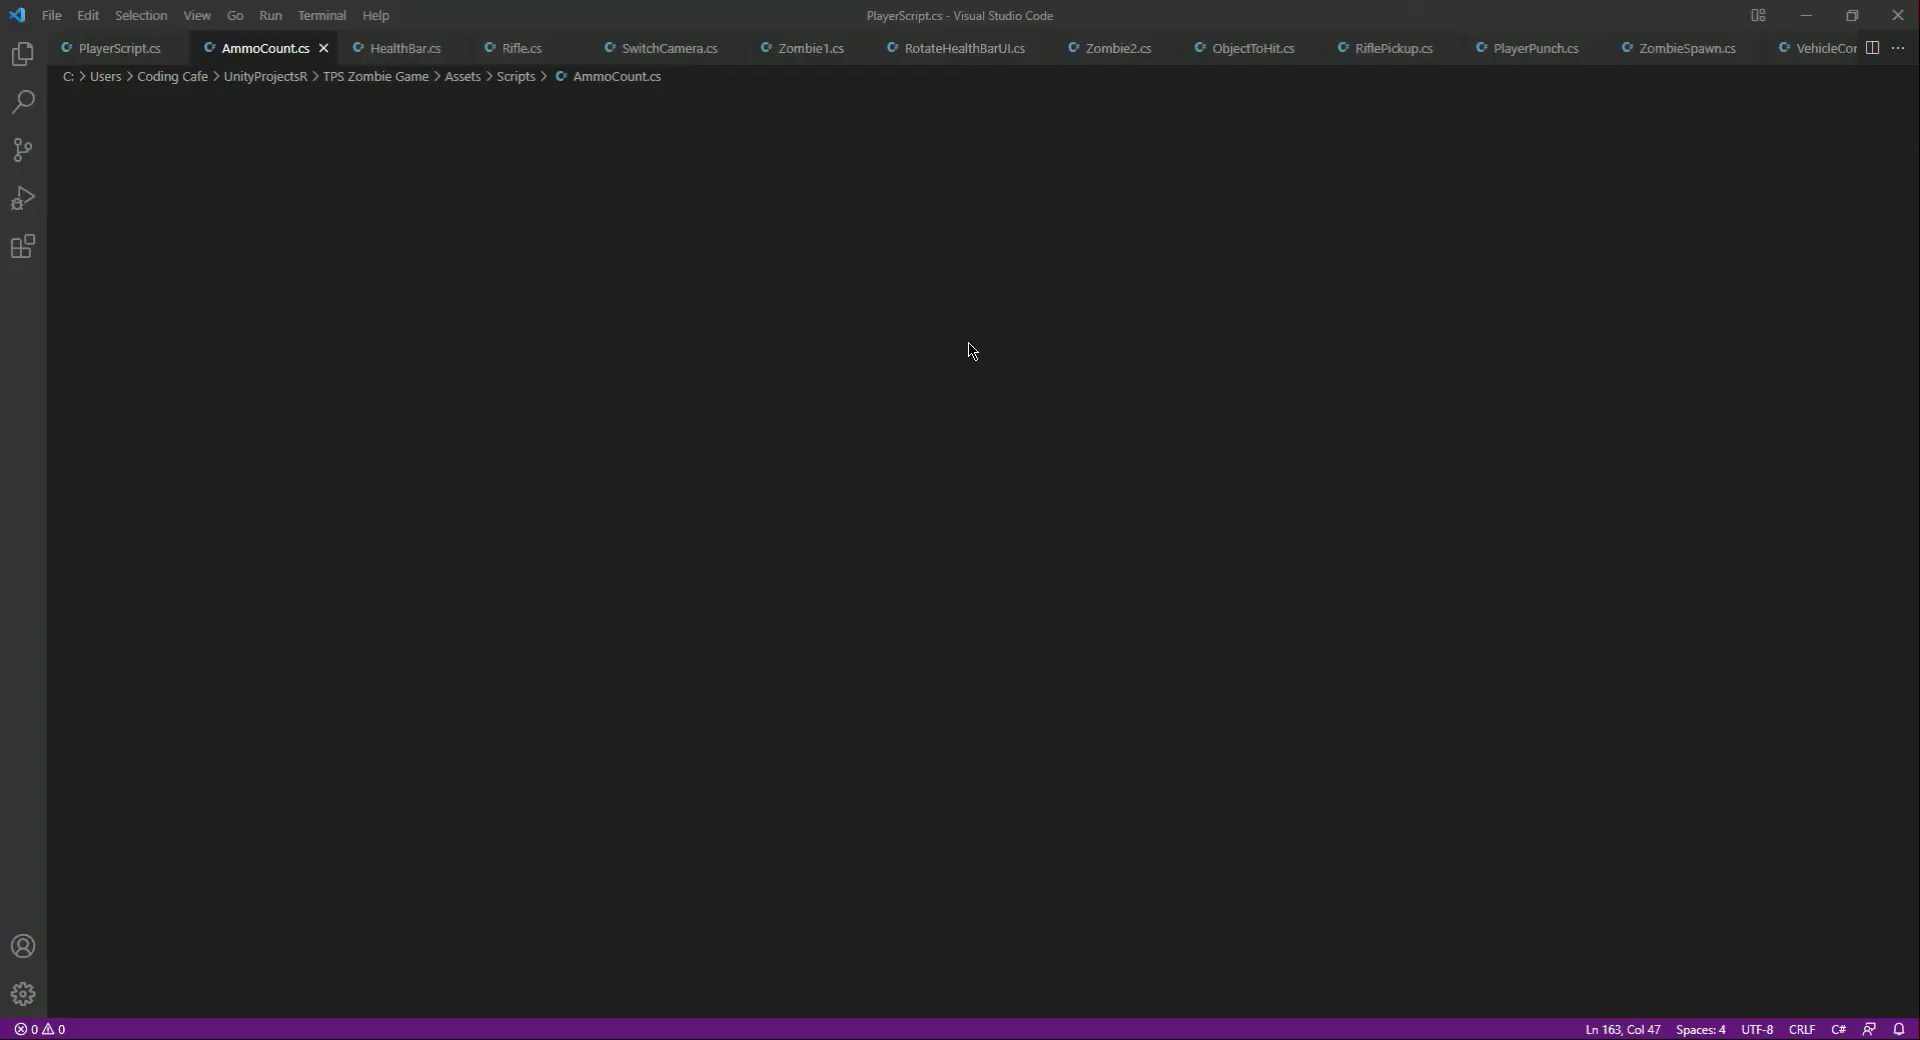 File Edit Selection View Go Run Terminal Help PlayerScript.cs - Visual Studio Code
PlayerScript.cs AmmoCount.cs HealthBar.cs Rifle.cs SwitchCamera.cs Zombie1.cs RotateHealthBarUI.cs Zombie2.cs ObjectToHit.cs RiflePickup.cs PlayerPunch.cs ZombieSpawn.cs VehicleCor
C: > Users > Coding Cafe > UnityProjectsR > TPS Zombie Game > Assets > Scripts > AmmoCount.cs
0 0 Ln 163, Col 47 Spaces: 4 UTF-8 CRLF C#